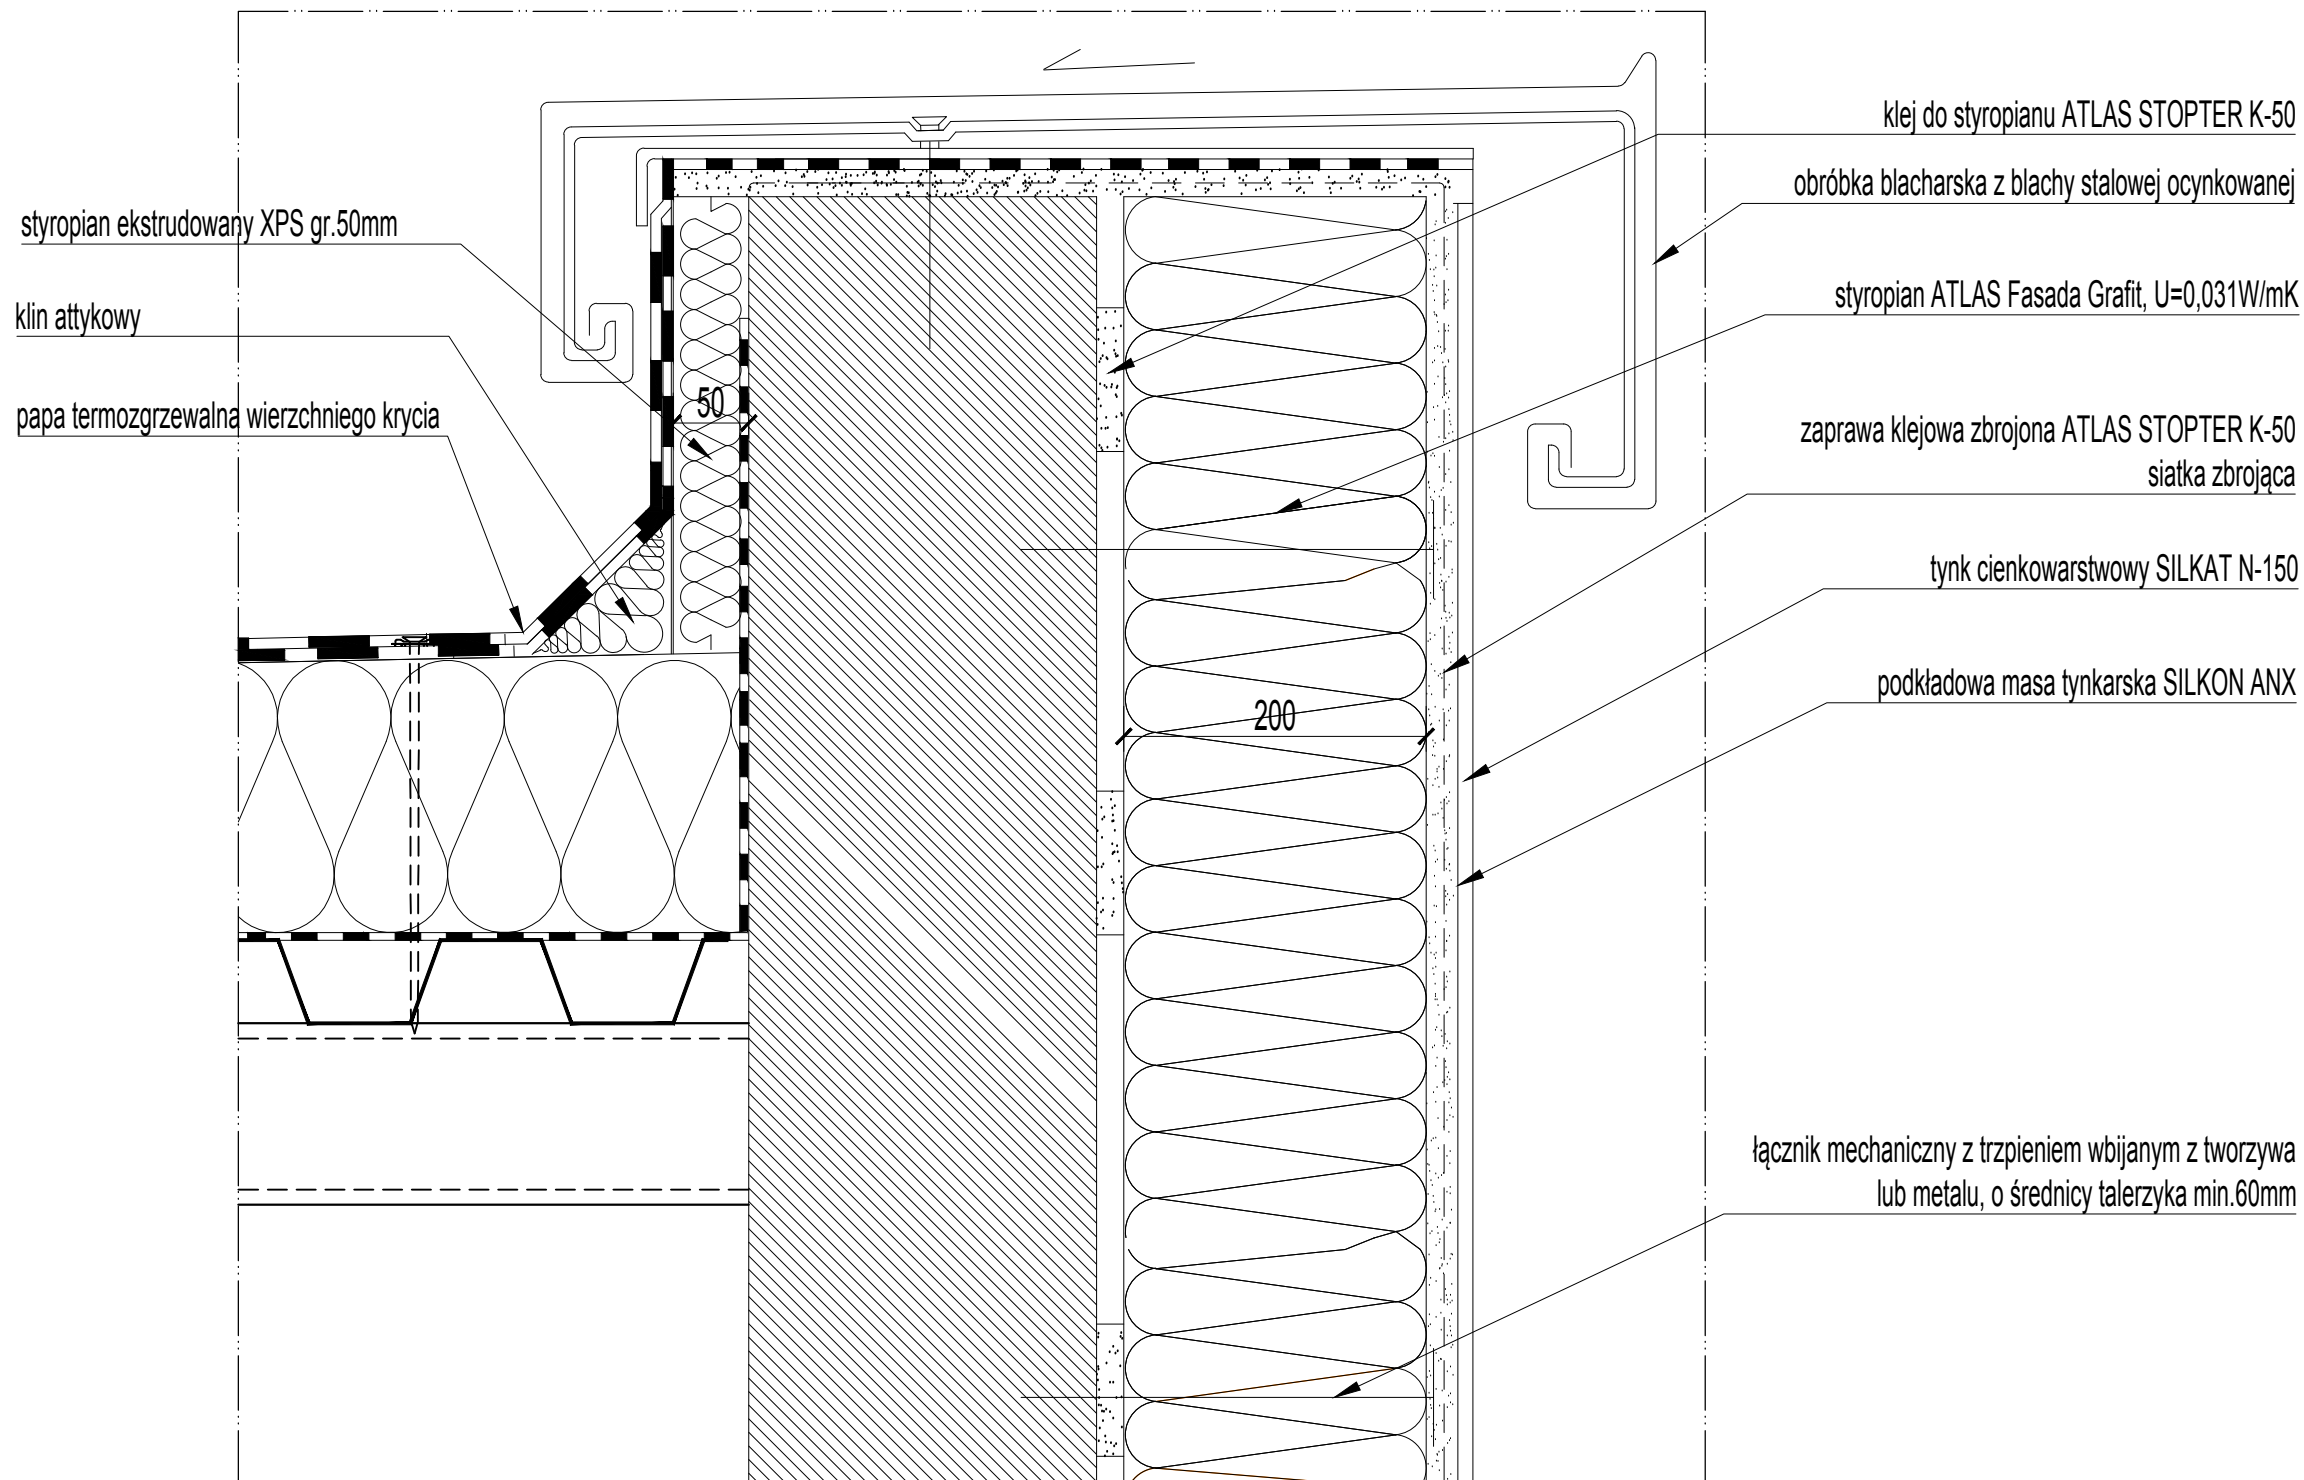 klej do styropianu ATLAS STOPTER K-50
obróbka blacharska z blachy stalowej ocynkowanej
styropian ekstrudowany XPS gr.50mm
styropian ATLAS Fasada Grafit, U=0,031W/mK
klin attykowy
50
papa termozgrzewalna wierzchniego krycia
zaprawa klejowa zbrojona ATLAS STOPTER K-50
siatka zbrojąca
tynk cienkowarstwowy SILKAT N-150
podkładowa masa tynkarska SILKON ANX
200
łącznik mechaniczny z trzpieniem wbijanym z tworzywa
lub metalu, o średnicy talerzyka min.60mm